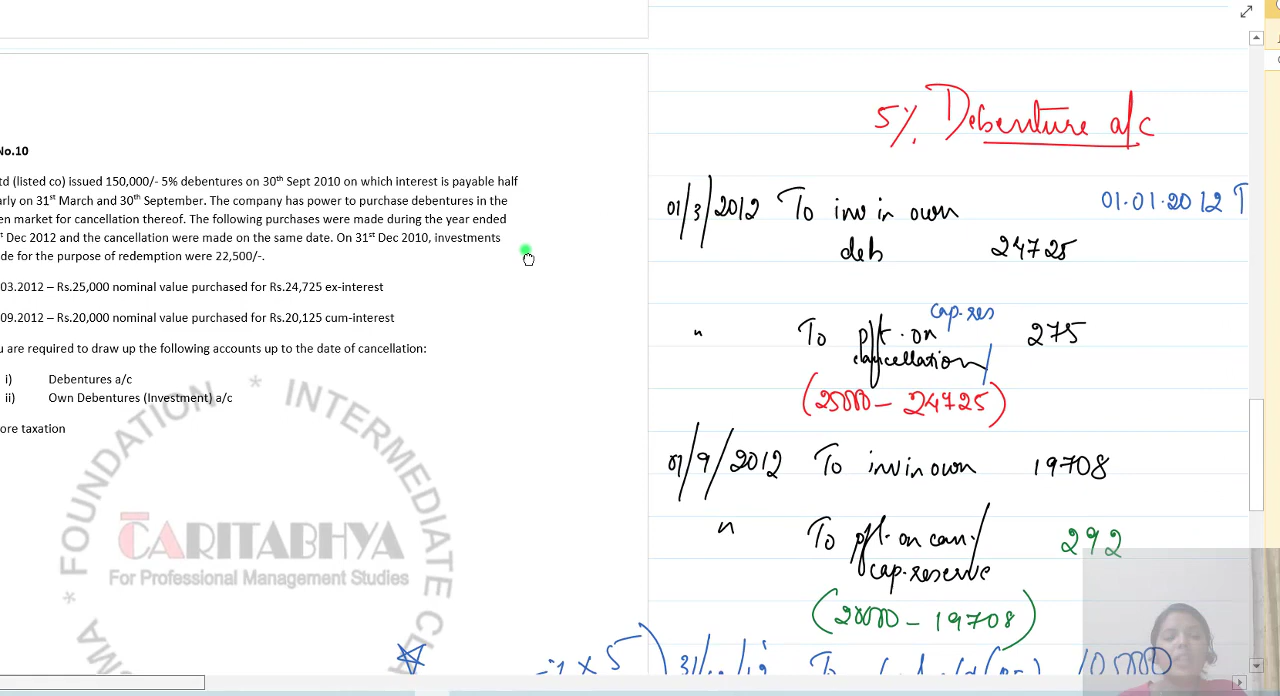 No.10
td (listed co) issued 150,000/- 5% debentures on 30th Sept 2010 on which interest is payable half
arly on 31st March and 30th September. The company has power to purchase debentures in the
en market for cancellation thereof. The following purchases were made during the year ended
t Dec 2012 and the cancellation were made on the same date. On 31st Dec 2010, investments
de for the purpose of redemption were 22,500/-.
03.2012 – Rs.25,000 nominal value purchased for Rs.24,725 ex-interest
09.2012 – Rs.20,000 nominal value purchased for Rs.20,125 cum-interest
u are required to draw up the following accounts up to the date of cancellation:
i) Debentures a/c
ii) Own Debentures (Investment) a/c
ore taxation
* FOUNDATION * INTERMEDIATE
CARITABHYA
For Professional Management Studies
* CMA
5% Debenture a/c
01/3/2012 To inv in own 01.01.2012 T
deb 24725
cap.res
" To pft. on 275
cancellation/
(25000 - 24725)
01/9/2012 To inv in own 19708
" To pft. on can./ 292
cap.reserve
(20000 - 19708)
x 5 ) To 10000